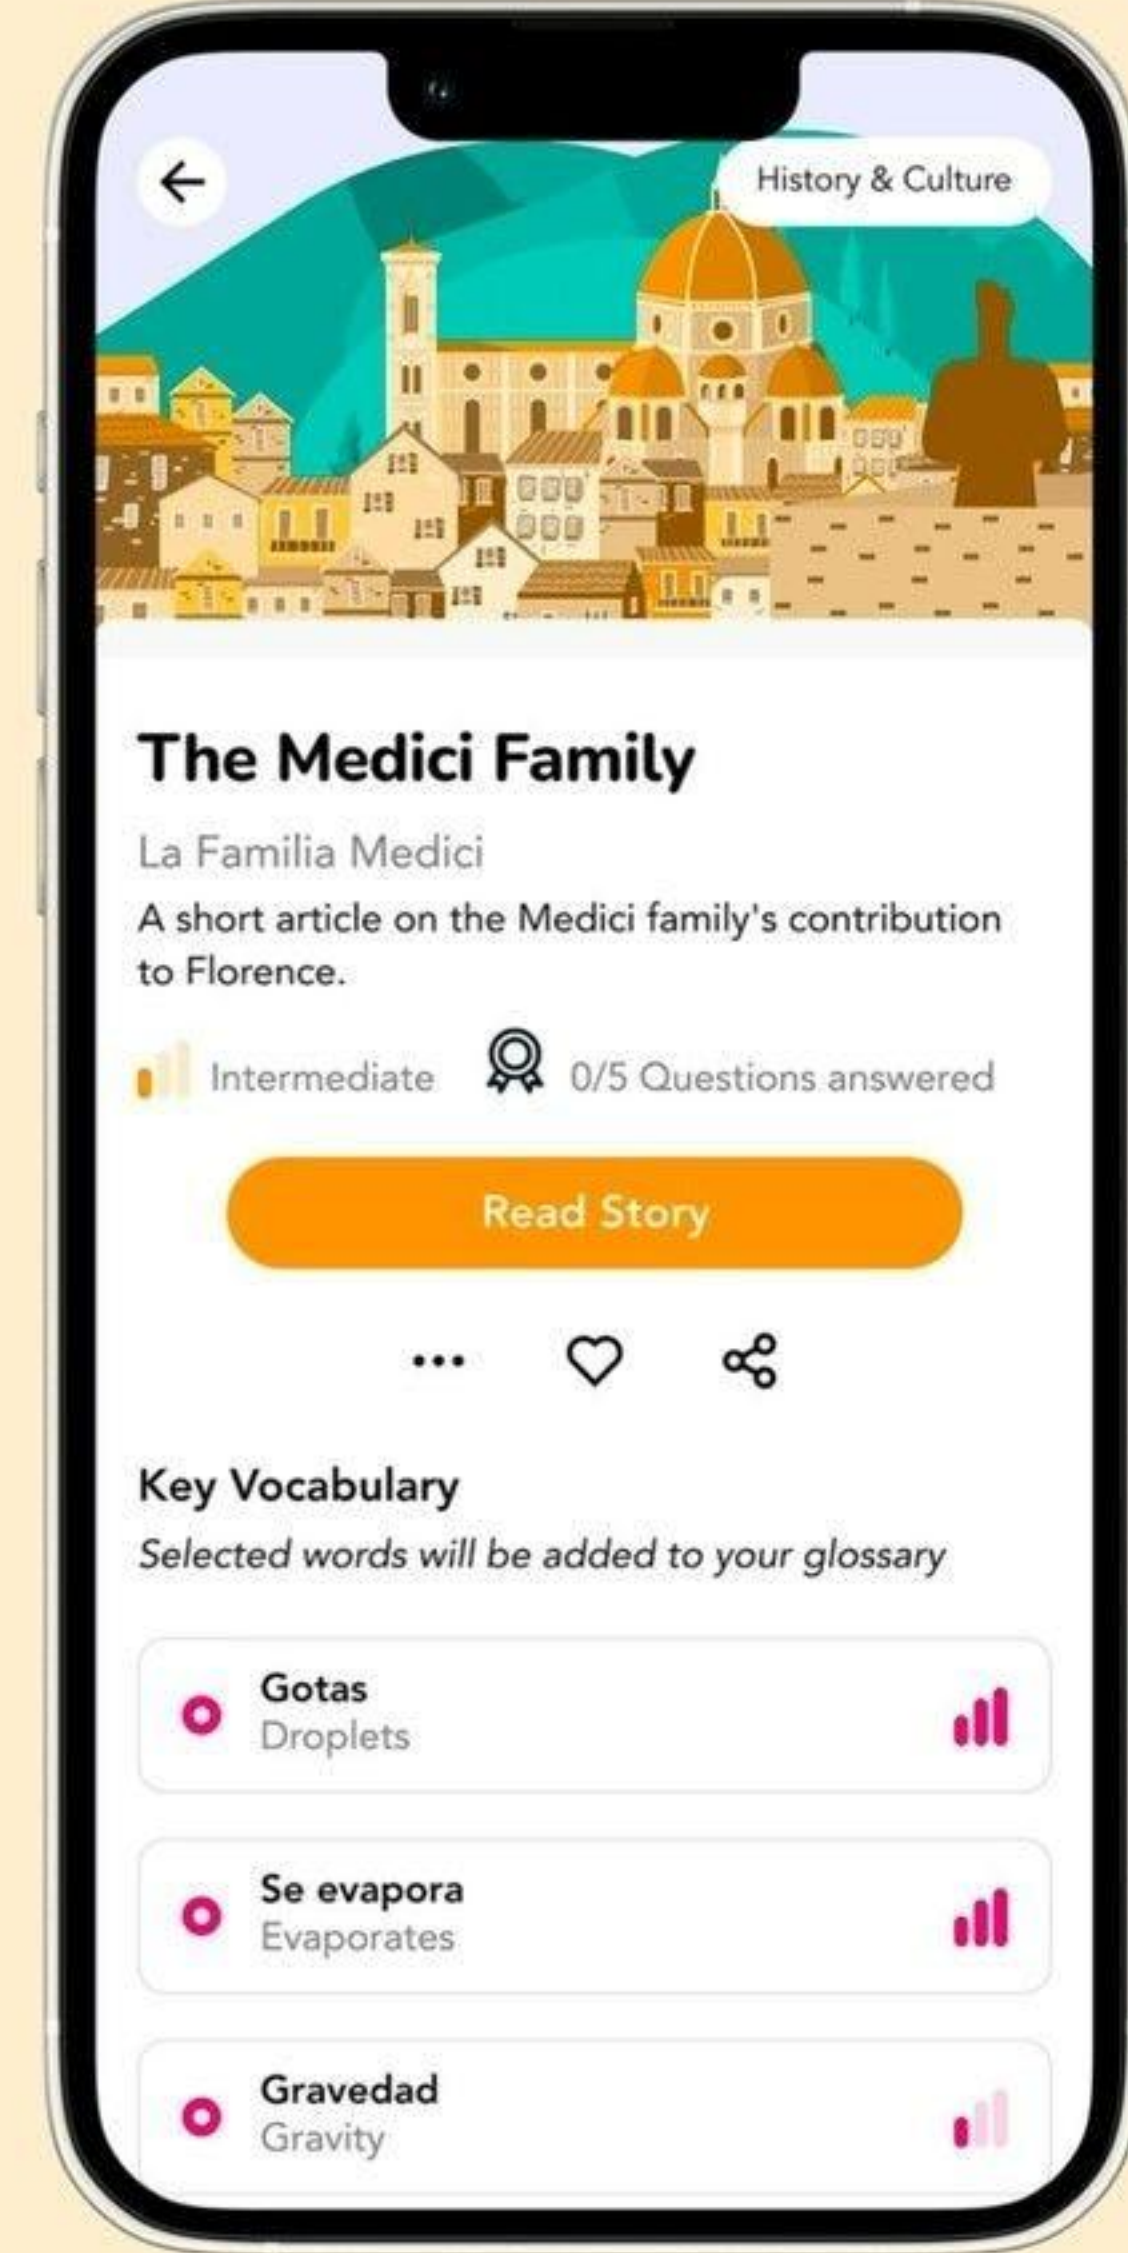 History & Culture
The Medici Family
La Familia Medici
A short article on the Medici family's contribution
to Florence.
Intermediate
0/5 Questions answered
Read Story
Key Vocabulary
Selected words will be added to your glossary
Gotas
Droplets
Se evapora
Evaporates
Gravedad
Gravity